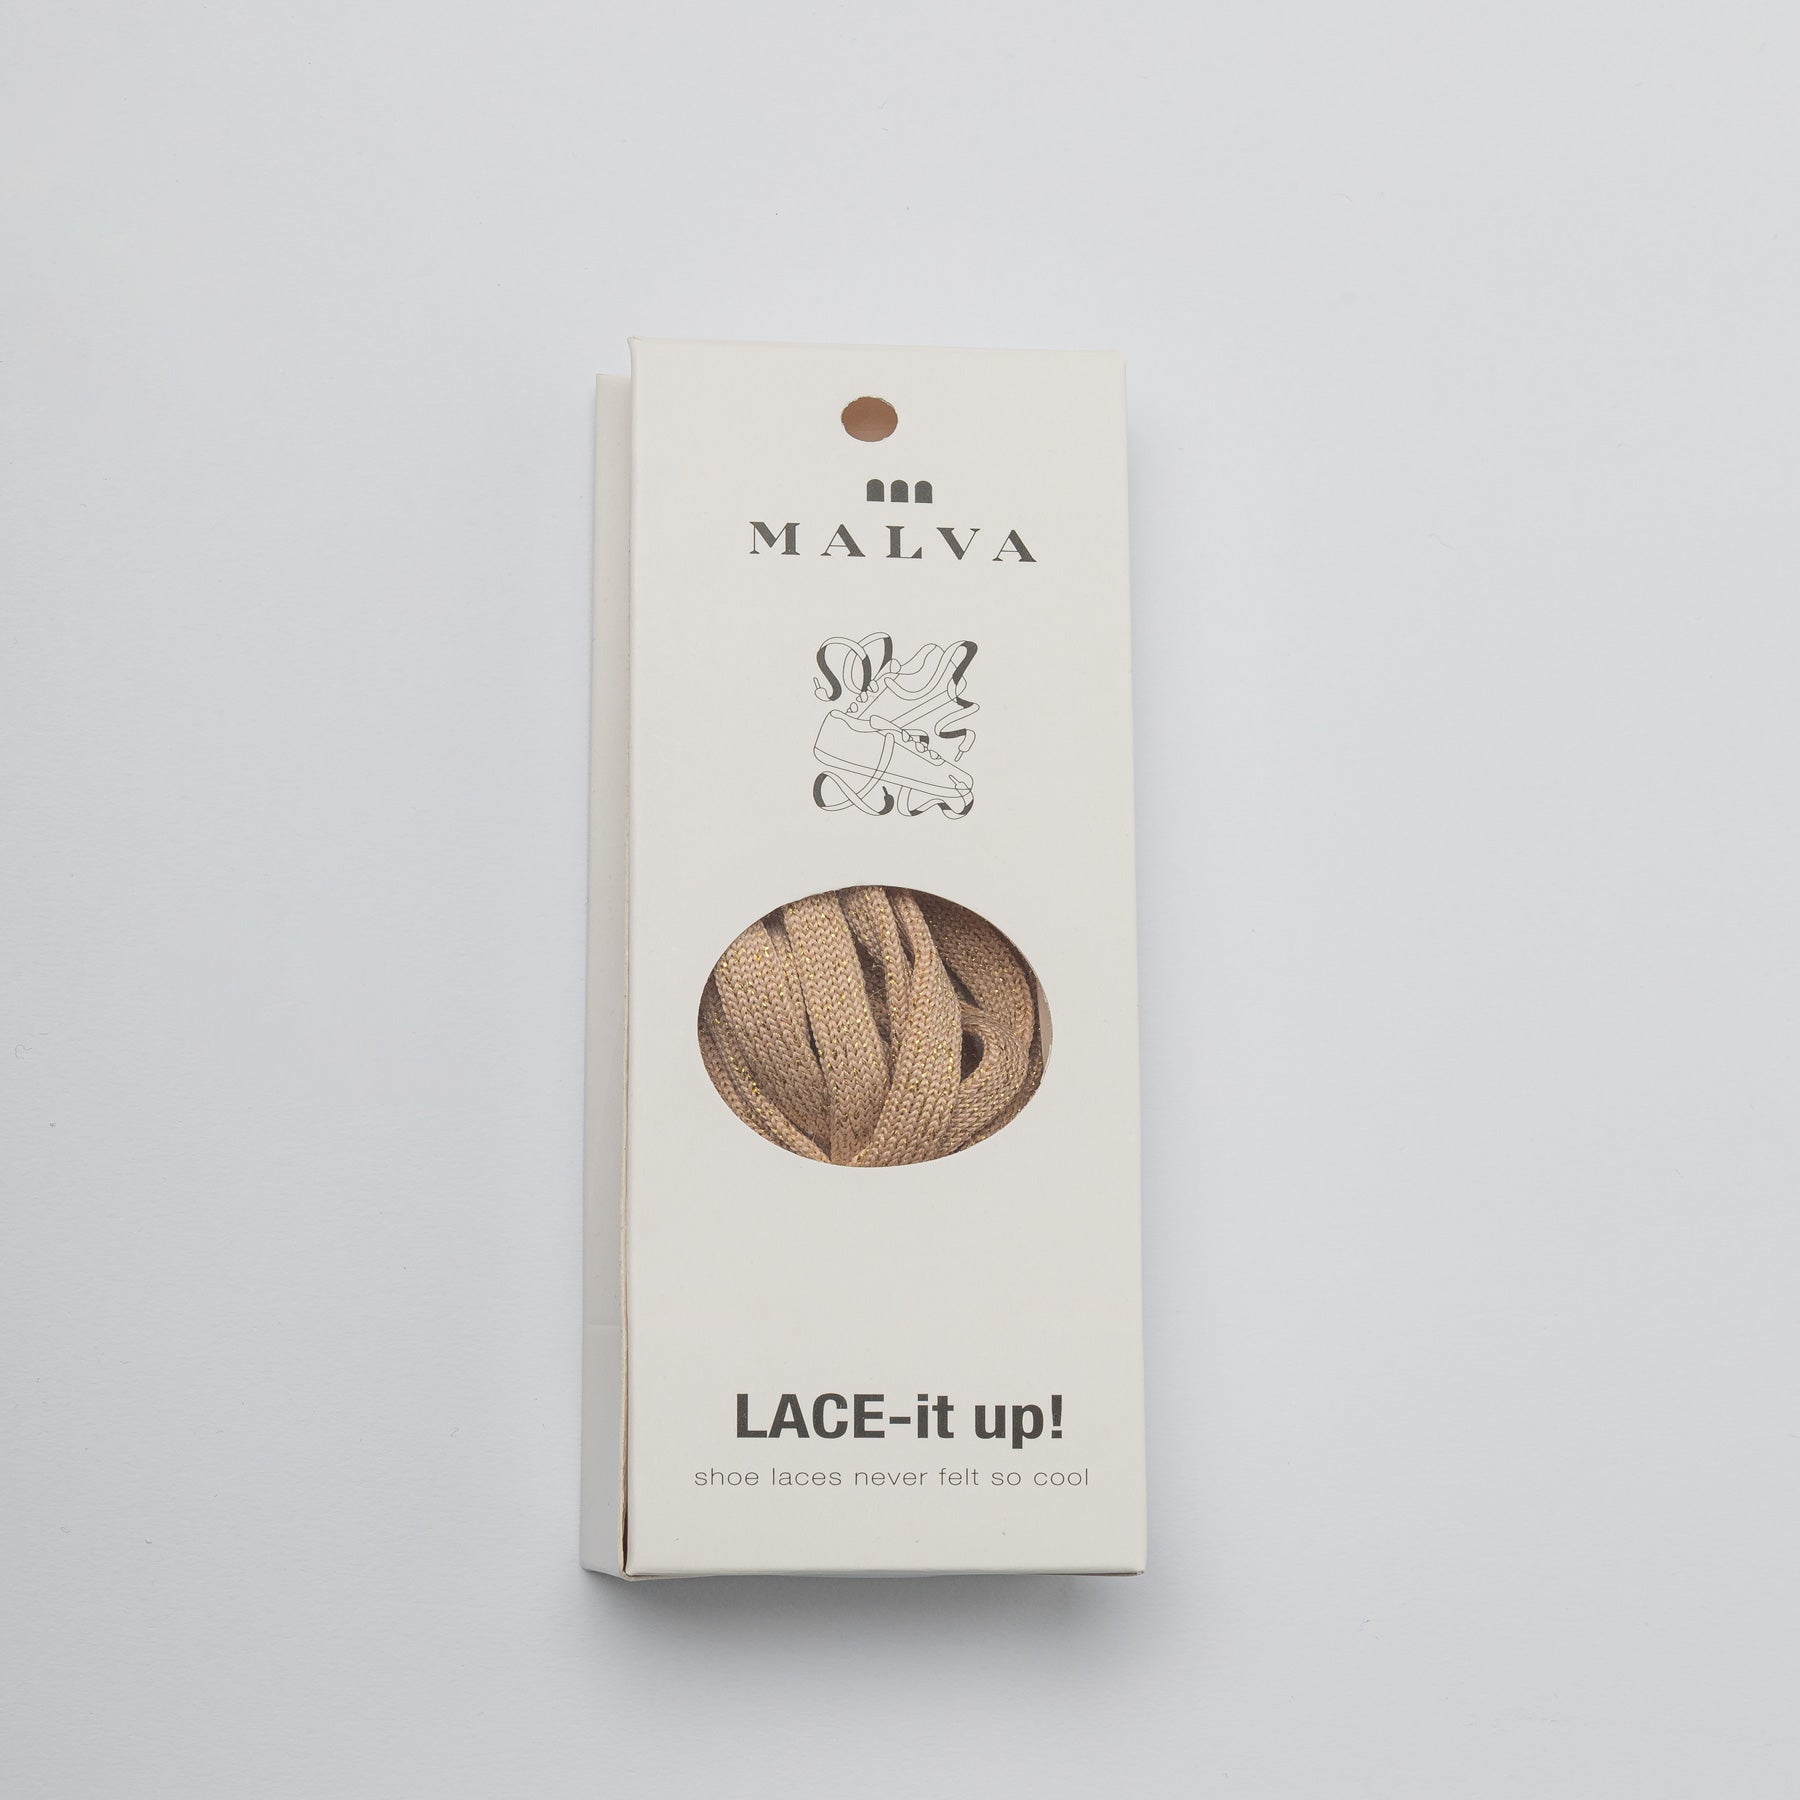 MALVA
LACE-it up!
shoe laces never felt so cool